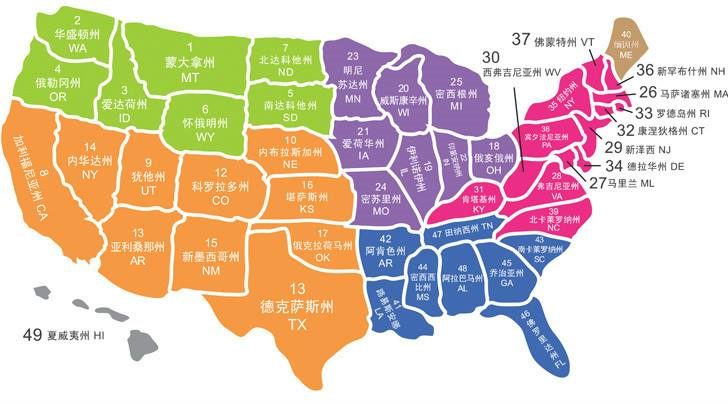 37 佛蒙特州 VT
40
缅因州
ME
2
华盛顿州
WA
30
西弗吉尼亚州 WV
1
蒙大拿州
MT
7
北达科他州
ND
23
明尼
苏达州
MN
4
俄勒冈州
OR
3
爱达荷州
ID
20
威斯康辛州
WI
25
密西根州
MI
36 新罕布什州 NH
26 马萨诸塞州 MA
35 纽约州
NY
5
南达科他州
SD
6
怀俄明州
WY
33 罗德岛州 RI
32 康涅狄格州 CT
29 新泽西 NJ
34 德拉华州 DE
27 马里兰 ML
38
宾夕法尼亚州
PA
8
加利福尼亚州 CA
14
内华达州
NY
9
犹他州
UT
10
内布拉斯加州
NE
21
爱荷华州
IA
19
伊利诺伊州
IL
22
IN
18
俄亥俄州
OH
12
科罗拉多州
CO
16
堪萨斯州
KS
24
密苏里州
MO
31
肯塔基州
KY
28
弗吉尼亚州
VA
39
北卡莱罗纳州
NC
13
亚利桑那州
AR
15
新墨西哥州
NM
17
俄克拉荷马州
OK
42
阿肯色州
AR
47 田纳西州 TN
43
南卡莱罗纳州
SC
13
德克萨斯州
TX
44
密西西
比州
MS
48
阿拉巴马州
AL
45
乔治亚州
GA
41
LA
46 佛罗里达州 FL
49 夏威夷州 HI